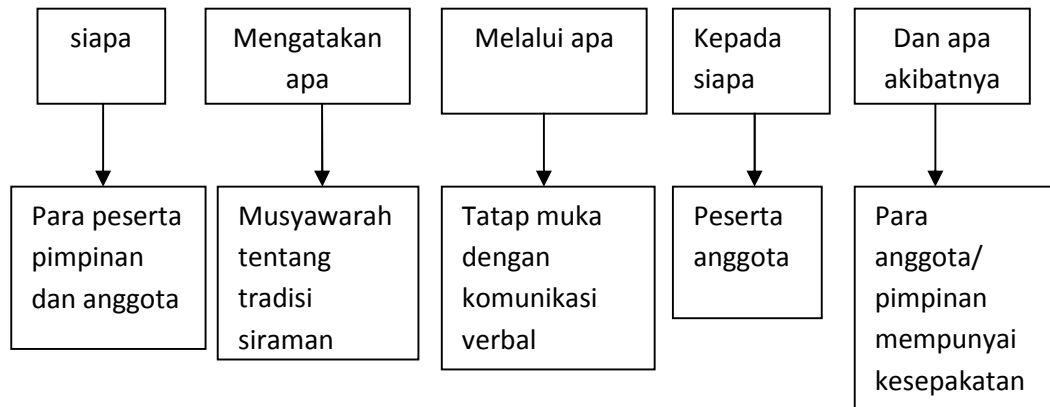 siapa
Mengatakan
apa
Melalui apa
Kepada
siapa
Dan apa
akibatnya
Para peserta
pimpinan
dan anggota
Musyawarah
tentang
tradisi
siraman
Tatap muka
dengan
komunikasi
verbal
Peserta
anggota
Para
anggota/
pimpinan
mempunyai
kesepakatan